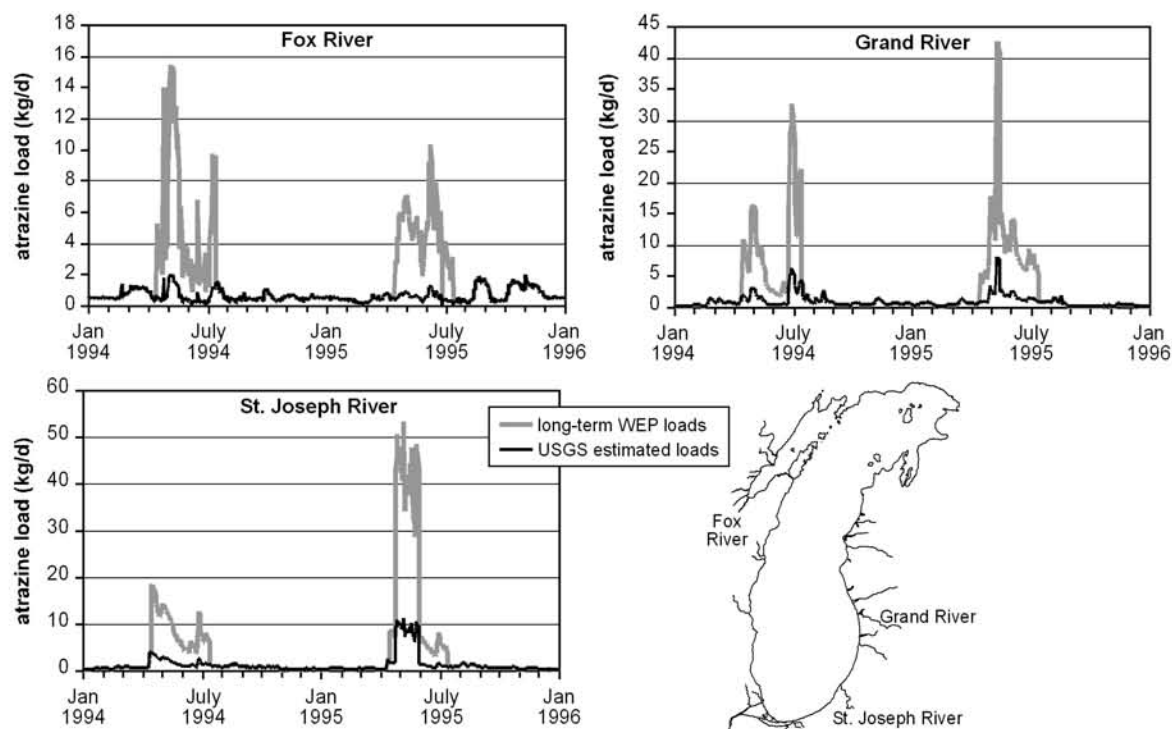 Fox River
atrazine load (kg/d)
18
16
14
12
10
8
6
4
2
0
Jan
1994
July
1994
Jan
1995
July
1995
Jan
1996
Grand River
atrazine load (kg/d)
45
40
35
30
25
20
15
10
5
0
Jan
1994
July
1994
Jan
1995
July
1995
Jan
1996
St. Joseph River
atrazine load (kg/d)
60
50
40
30
20
10
0
Jan
1994
July
1994
Jan
1995
July
1995
Jan
1996
long-term WEP loads
USGS estimated loads
Fox
River
Grand River
St. Joseph River